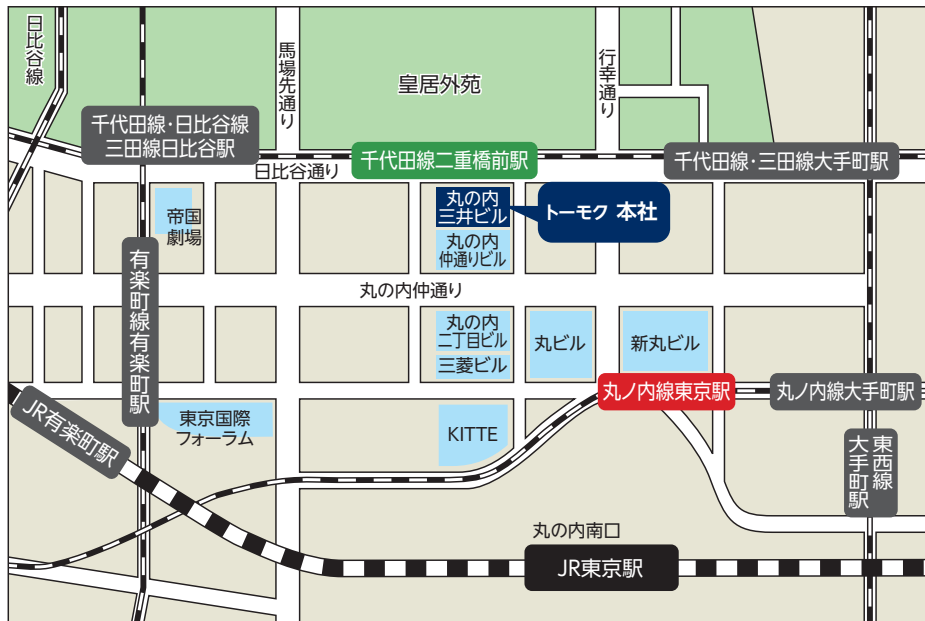 日比谷線
馬場先通り
皇居外苑
行幸通り
千代田線・日比谷線
三田線日比谷駅
日比谷通り
千代田線二重橋前駅
千代田線・三田線大手町駅
帝国
劇場
丸の内
三井ビル
トーモク 本社
丸の内
仲通りビル
有楽町線有楽町駅
丸の内仲通り
丸の内
二丁目ビル
三菱ビル
丸ビル
新丸ビル
丸ノ内線東京駅
丸ノ内線大手町駅
JR有楽町駅
東京国際
フォーラム
KITTE
東西線
大手町駅
丸の内南口
JR東京駅